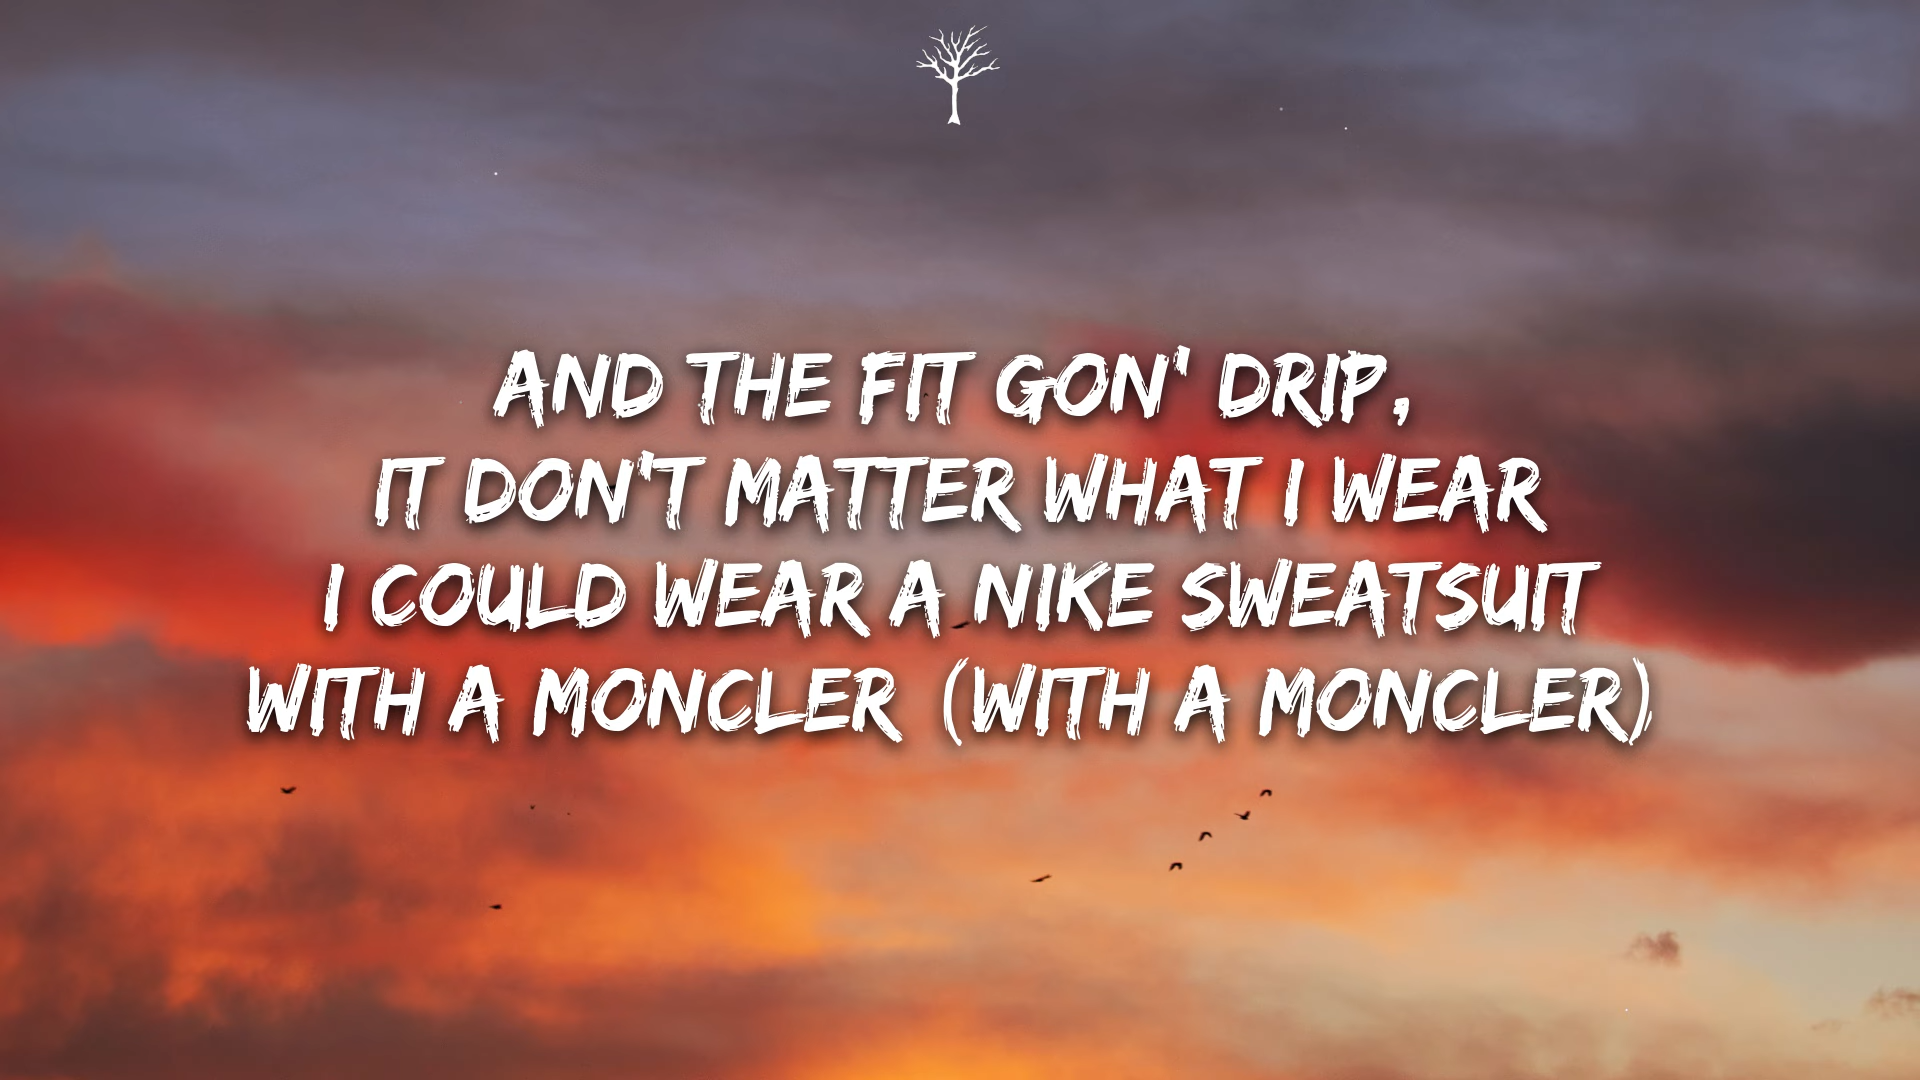 AND THE FIT GON' DRIP,
IT DON'T MATTER WHAT I WEAR
I COULD WEAR A NIKE SWEATSUIT
WITH A MONCLER (WITH A MONCLER)